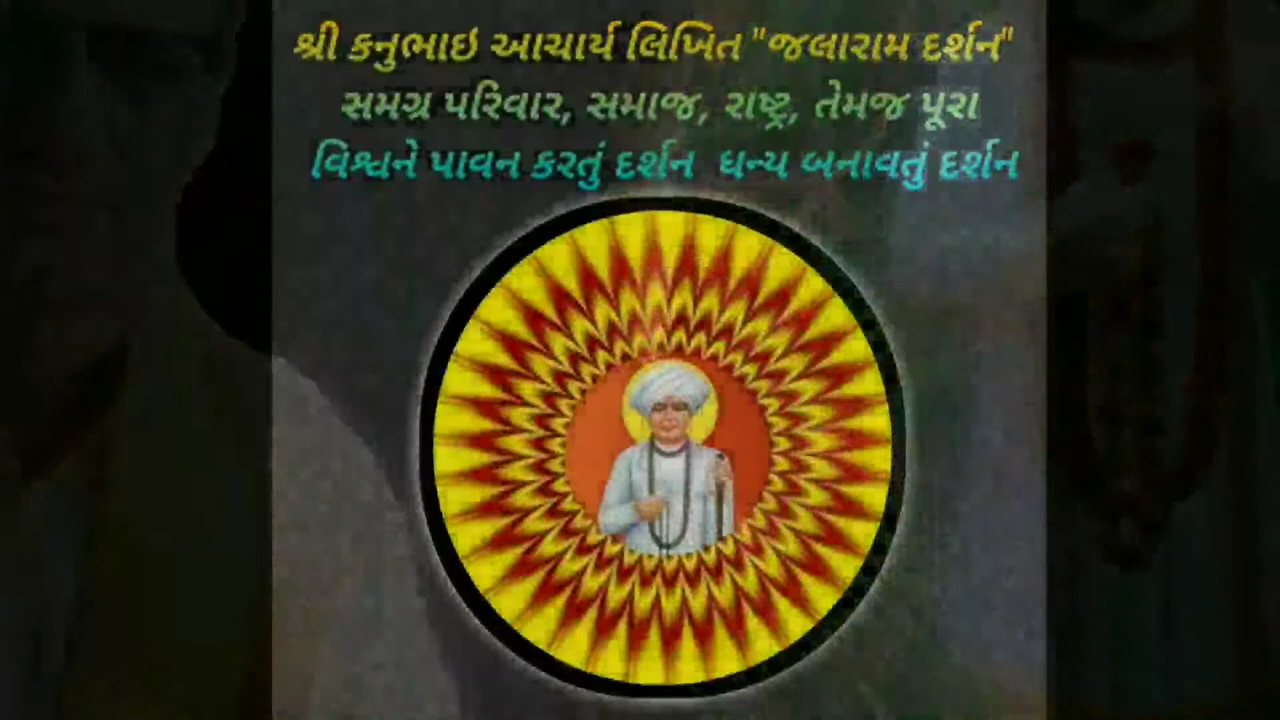 શ્રી કનુભાઇ આચાર્ય લિખિત "જલારામ દર્શન"
સમગ્ર પરિવાર, સમાજ, રાષ્ટ્ર, તેમજ પૂરા
વિશ્વને પાવન કરતું દર્શન ધન્ય બનાવતું દર્શન